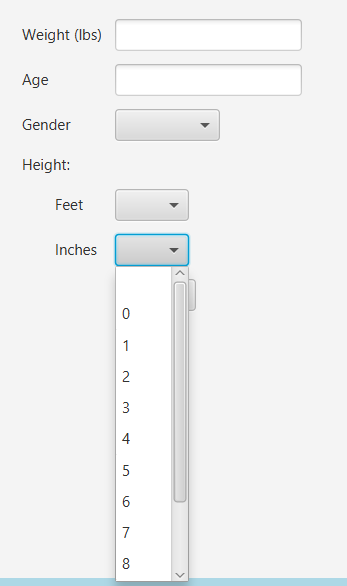 Weight (lbs)
Age
Gender
Height:
Feet
Inches
0
1
2
3
4
5
6
7
8